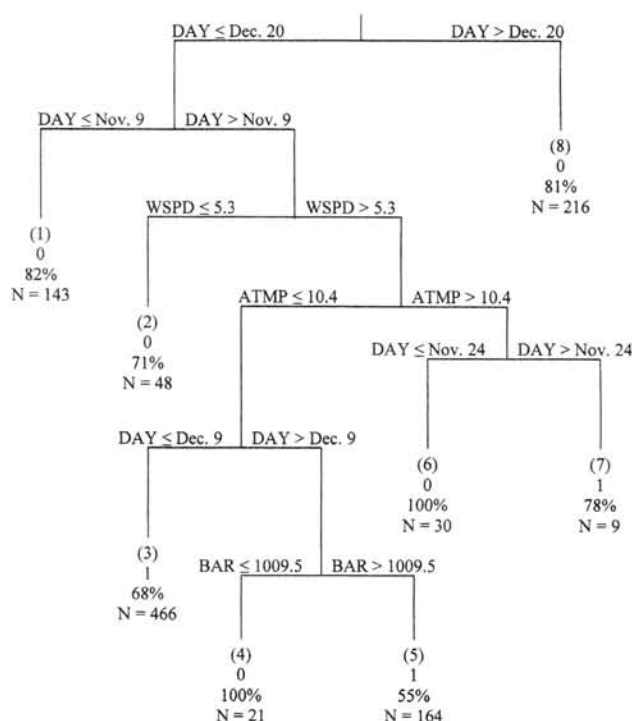 DAY ≤ Dec. 20 DAY > Dec. 20
DAY ≤ Nov. 9 DAY > Nov. 9
(8)
0
81%
N = 216
WSPD ≤ 5.3 WSPD > 5.3
(1)
0
82%
N = 143
ATMP ≤ 10.4 ATMP > 10.4
(2)
0
71%
N = 48
DAY ≤ Nov. 24 DAY > Nov. 24
DAY ≤ Dec. 9 DAY > Dec. 9
(6)
0
100%
N = 30
(7)
1
78%
N = 9
(3)
1
68%
N = 466
BAR ≤ 1009.5 BAR > 1009.5
(4)
0
100%
N = 21
(5)
1
55%
N = 164